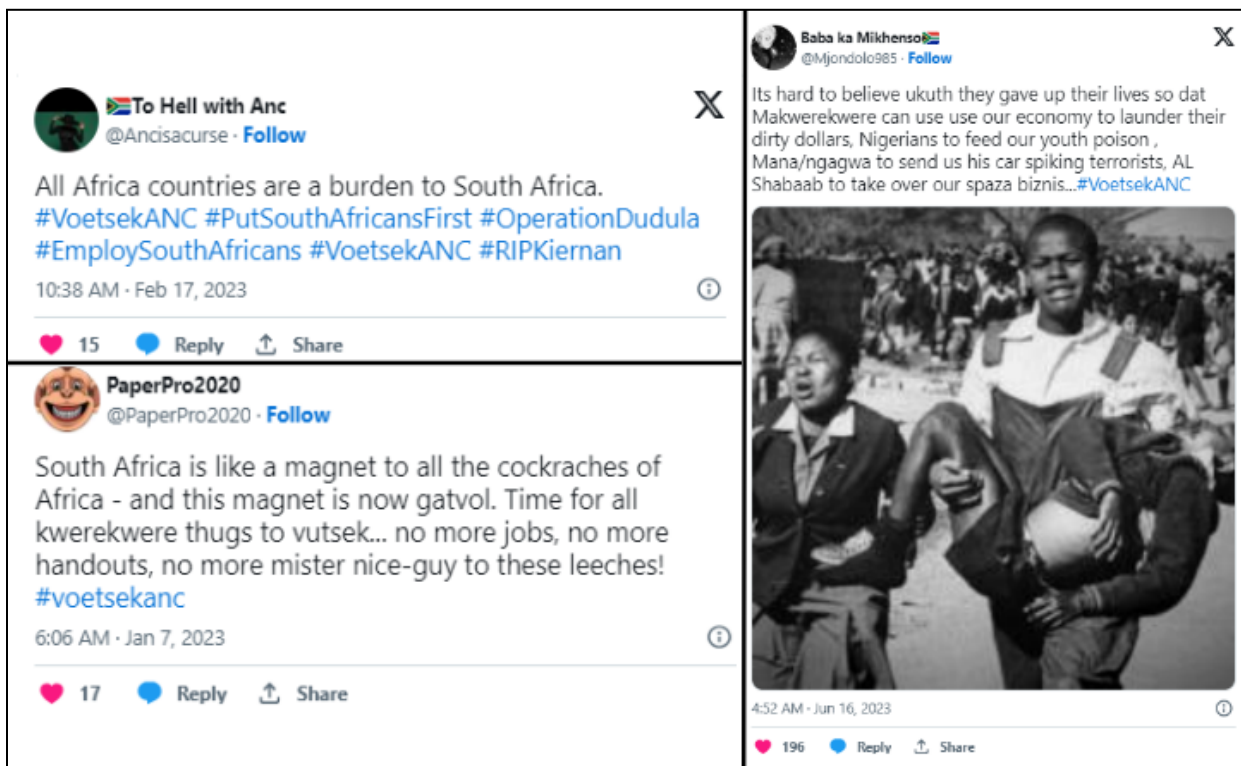 To Hell with Anc
@Ancisacurse · Follow
All Africa countries are a burden to South Africa.
#VoetsekANC #PutSouthAfricansFirst #OperationDudula
#EmploySouthAfricans #VoetsekANC #RIPKiernan
10:38 AM · Feb 17, 2023
15 Reply Share
PaperPro2020
@PaperPro2020 · Follow
South Africa is like a magnet to all the cockraches of
Africa - and this magnet is now gatvol. Time for all
kwerekwere thugs to vutsek... no more jobs, no more
handouts, no more mister nice-guy to these leeches!
#voetsekanc
6:06 AM · Jan 7, 2023
17 Reply Share
Baba ka Mikhenso
@Mjondolo985 · Follow
Its hard to believe ukuth they gave up their lives so dat
Makwerekwere can use use our economy to launder their
dirty dollars, Nigerians to feed our youth poison ,
Mana/ngagwa to send us his car spiking terrorists, AL
Shabaab to take over our spaza biznis...#VoetsekANC
4:52 AM · Jun 16, 2023
196 Reply Share